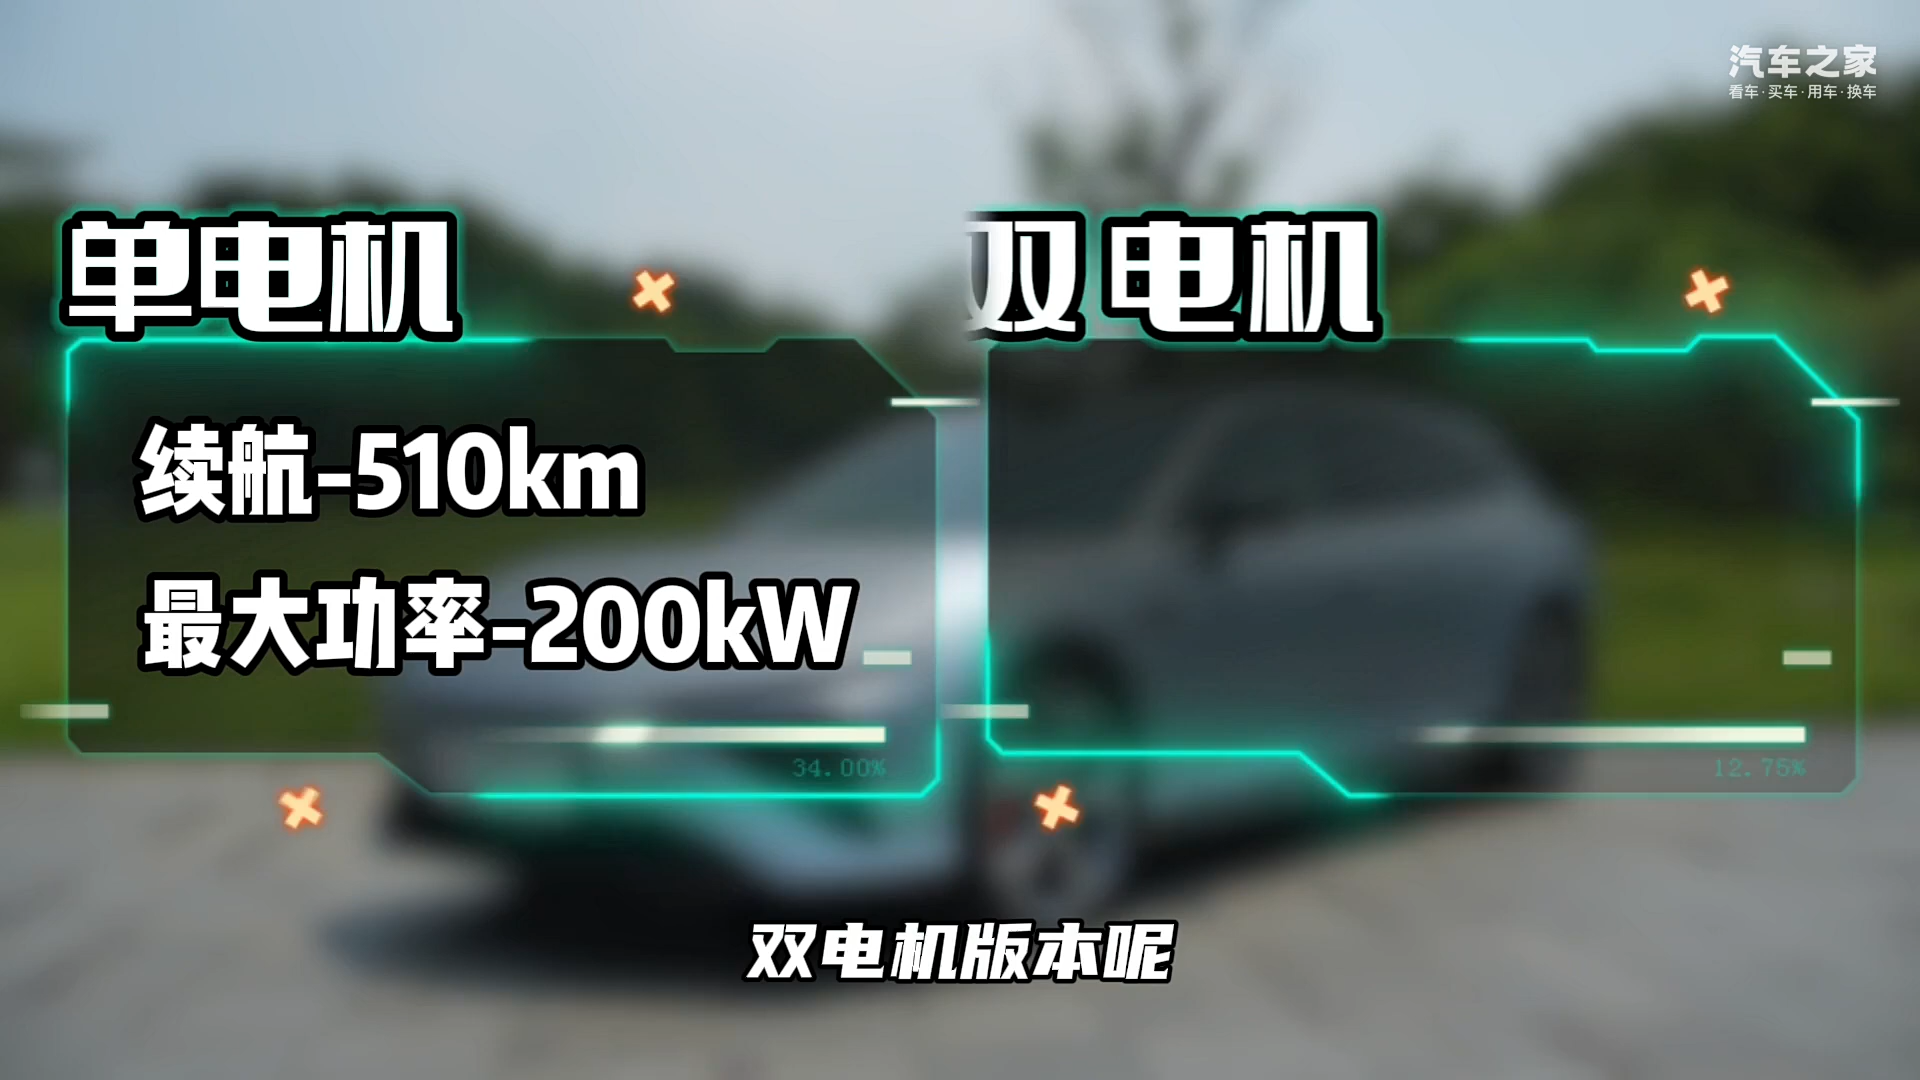 汽车之家
看车·买车·用车·换车
单电机
双电机
续航-510km
最大功率-200kW
34.00%
12.75%
双电机版本呢